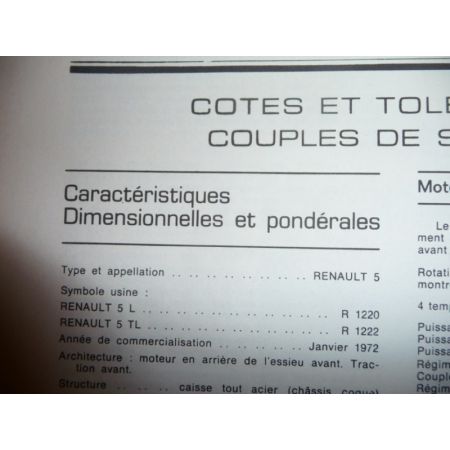 COTES ET TOLE
COUPLES DE S
Caractéristiques
Dimensionnelles et pondérales
Type et appellation .. .. .. .. .. .. .. .. RENAULT 5
Symbole usine :
RENAULT 5 L .. .. .. .. .. .. .. .. .. .. .. R 1220
RENAULT 5 TL .. .. .. .. .. .. .. .. .. .. R 1222
Année de commercialisation .. .. .. .. Janvier 1972
Architecture : moteur en arrière de l'essieu avant. Trac-
tion avant.
Structure .. .. .. caisse tout acier (châssis coque)
Mote
Le
ment
avant
Rotati
montr
4 temp
Puissa
Puissa
Puissa
Régim
Couple
Régim